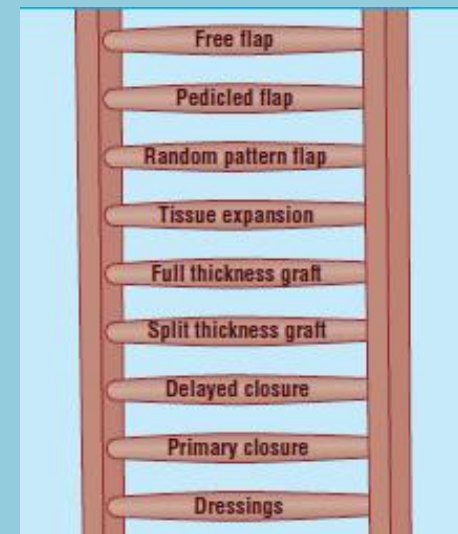 Free flap
Pedicled flap
Random pattern flap
Tissue expansion
Full thickness graft
Split thickness graft
Delayed closure
Primary closure
Dressings